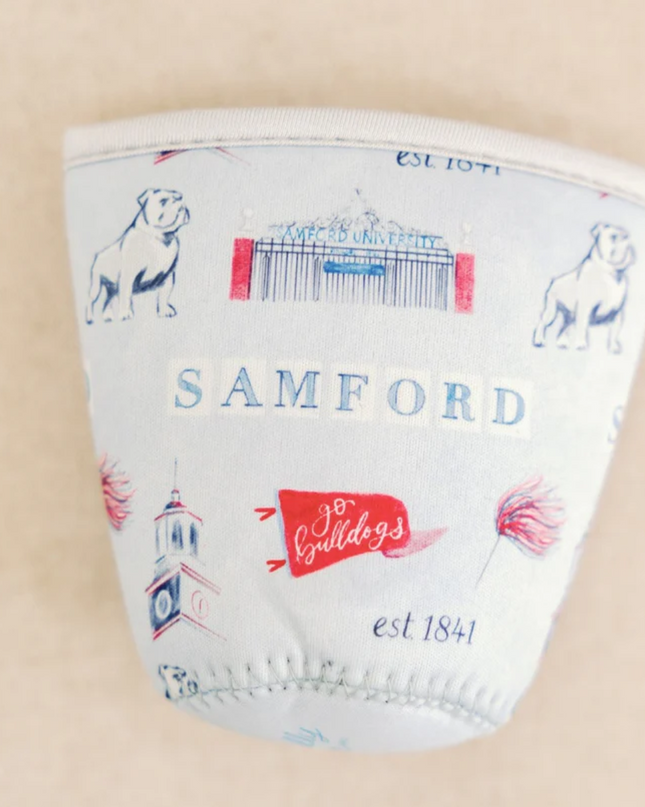 est. 1841
SAMFORD UNIVERSITY
SAMFORD
go
bulldogs
est. 1841